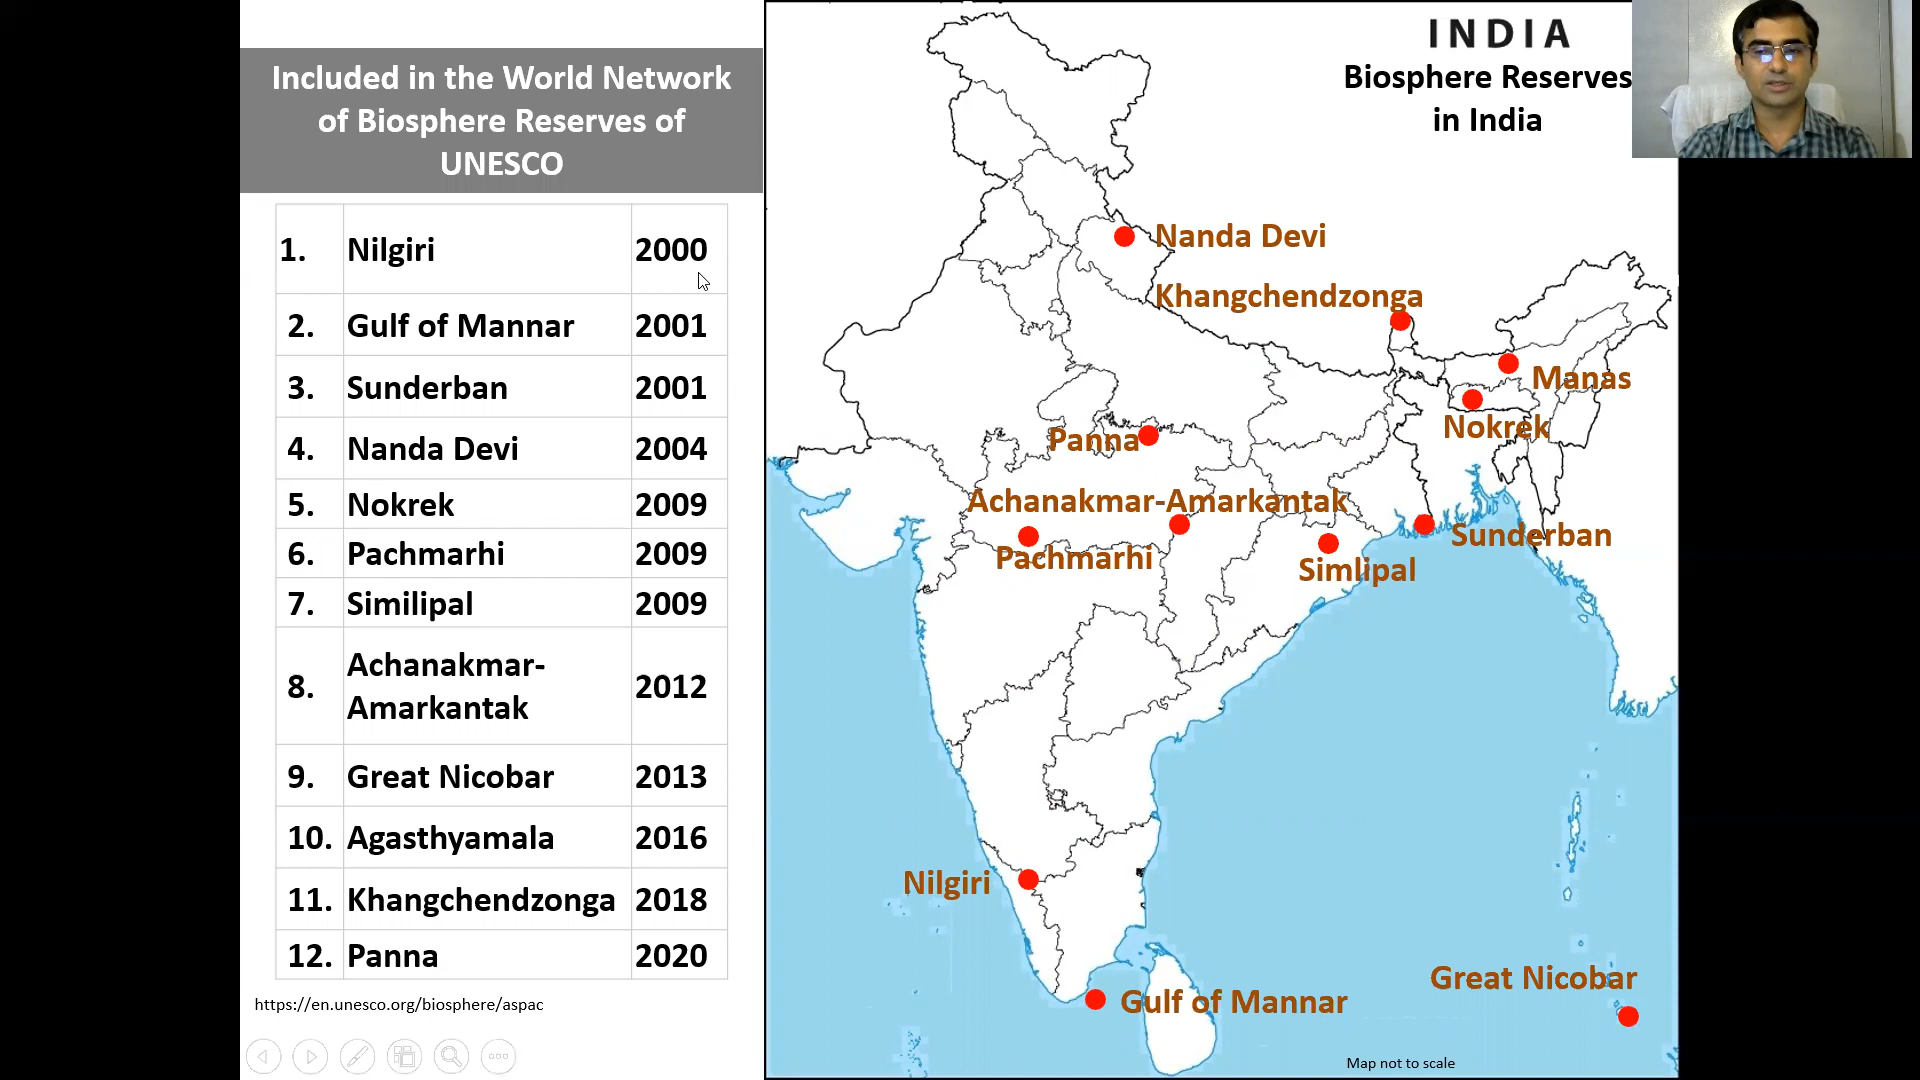 Included in the World Network
of Biosphere Reserves of
UNESCO
1. Nilgiri 2000
2. Gulf of Mannar 2001
3. Sunderban 2001
4. Nanda Devi 2004
5. Nokrek 2009
6. Pachmarhi 2009
7. Similipal 2009
8. Achanakmar-
Amarkantak 2012
9. Great Nicobar 2013
10. Agasthyamala 2016
11. Khangchendzonga 2018
12. Panna 2020
https://en.unesco.org/biosphere/aspac
INDIA
Biosphere Reserves
in India
Nanda Devi
Khangchendzonga
Manas
Nokrek
Panna
Achanakmar-Amarkantak
Pachmarhi
Sunderban
Simlipal
Nilgiri
Great Nicobar
Gulf of Mannar
Map not to scale